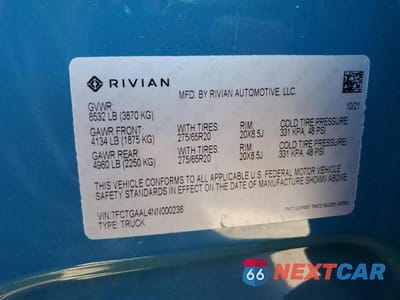 RIVIAN
MFD. BY RIVIAN AUTOMOTIVE, LLC.
10/21
GVWR:
8532 LB (3870 KG)
GAWR FRONT
4134 LB (1875 KG)
WITH TIRES:
275/65R20
RIM:
20X8.5J
COLD TIRE PRESSURE:
331 KPA, 48 PSI
GAWR REAR
4960 LB (2250 KG)
WITH TIRES:
275/65R20
RIM:
20X8.5J
COLD TIRE PRESSURE:
331 KPA, 48 PSI
THIS VEHICLE CONFORMS TO ALL APPLICABLE U.S. FEDERAL MOTOR VEHICLE
SAFETY STANDARDS IN EFFECT ON THE DATE OF MANUFACTURE SHOWN ABOVE.
VIN:7FCTGAAL4NN000238
TYPE: TRUCK
66 NEXTCAR